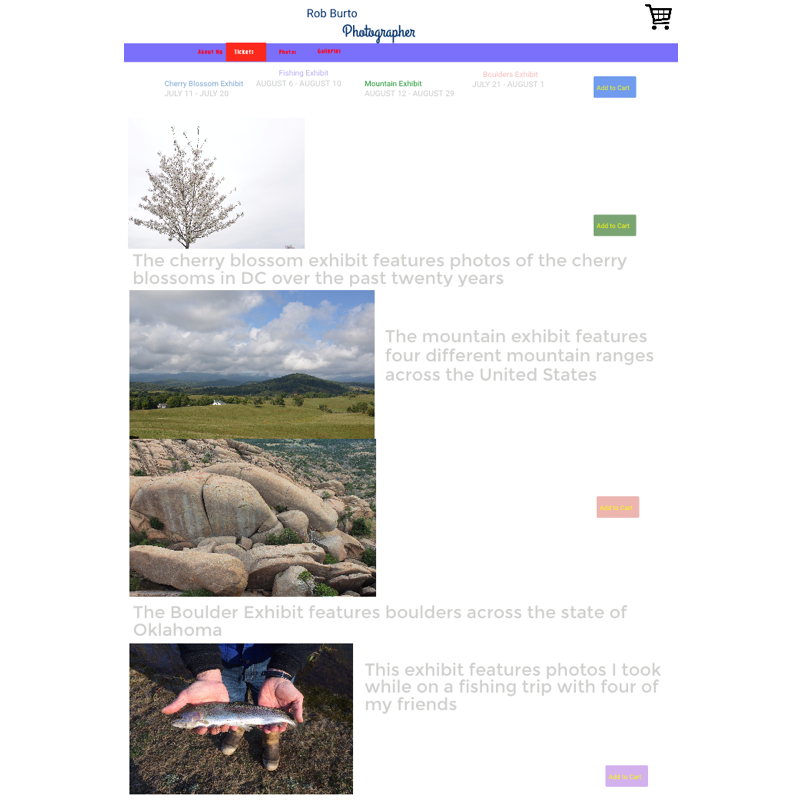 Rob Burto
Photographer
About Me Tickets Photos Galleries
Cherry Blossom Exhibit
JULY 11 - JULY 20
Fishing Exhibit
AUGUST 6 - AUGUST 10
Mountain Exhibit
AUGUST 12 - AUGUST 29
Boulders Exhibit
JULY 21 - AUGUST 1
Add to Cart
Add to Cart
The cherry blossom exhibit features photos of the cherry
blossoms in DC over the past twenty years
The mountain exhibit features
four different mountain ranges
across the United States
Add to Cart
The Boulder Exhibit features boulders across the state of
Oklahoma
This exhibit features photos I took
while on a fishing trip with four of
my friends
Add to Cart